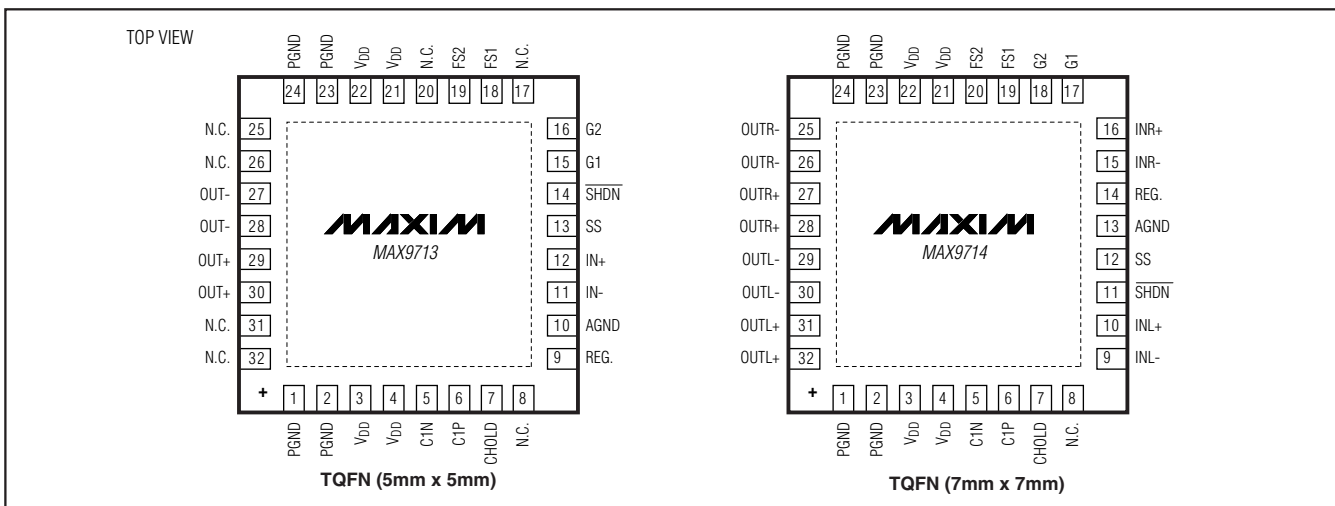 TOP VIEW
PGND PGND VDD VDD N.C. FS2 FS1 N.C.
24 23 22 21 20 19 18 17
N.C. 25 16 G2
N.C. 26 15 G1
OUT- 27 14 SHDN
OUT- 28 13 SS
OUT+ 29 12 IN+
OUT+ 30 11 IN-
N.C. 31 10 AGND
N.C. 32 9 REG.
MAXIM
MAX9713
+ 1 2 3 4 5 6 7 8
PGND PGND VDD VDD C1N C1P CHOLD N.C.
TQFN (5mm x 5mm)
PGND PGND VDD VDD FS2 FS1 G2 G1
24 23 22 21 20 19 18 17
OUTR- 25 16 INR+
OUTR- 26 15 INR-
OUTR+ 27 14 REG.
OUTR+ 28 13 AGND
OUTL- 29 12 SS
OUTL- 30 11 SHDN
OUTL+ 31 10 INL+
OUTL+ 32 9 INL-
MAXIM
MAX9714
+ 1 2 3 4 5 6 7 8
PGND PGND VDD VDD C1N C1P CHOLD N.C.
TQFN (7mm x 7mm)